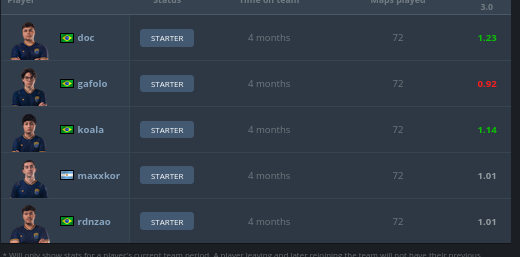 Player Status Time on team Maps played
3.0
doc STARTER 4 months 72 1.23
gafolo STARTER 4 months 72 0.92
koala STARTER 4 months 72 1.14
maxxkor STARTER 4 months 72 1.01
rdnzao STARTER 4 months 72 1.01
* Will only show stats for a player's current team period. A player leaving and later rejoining the team will not have their previous